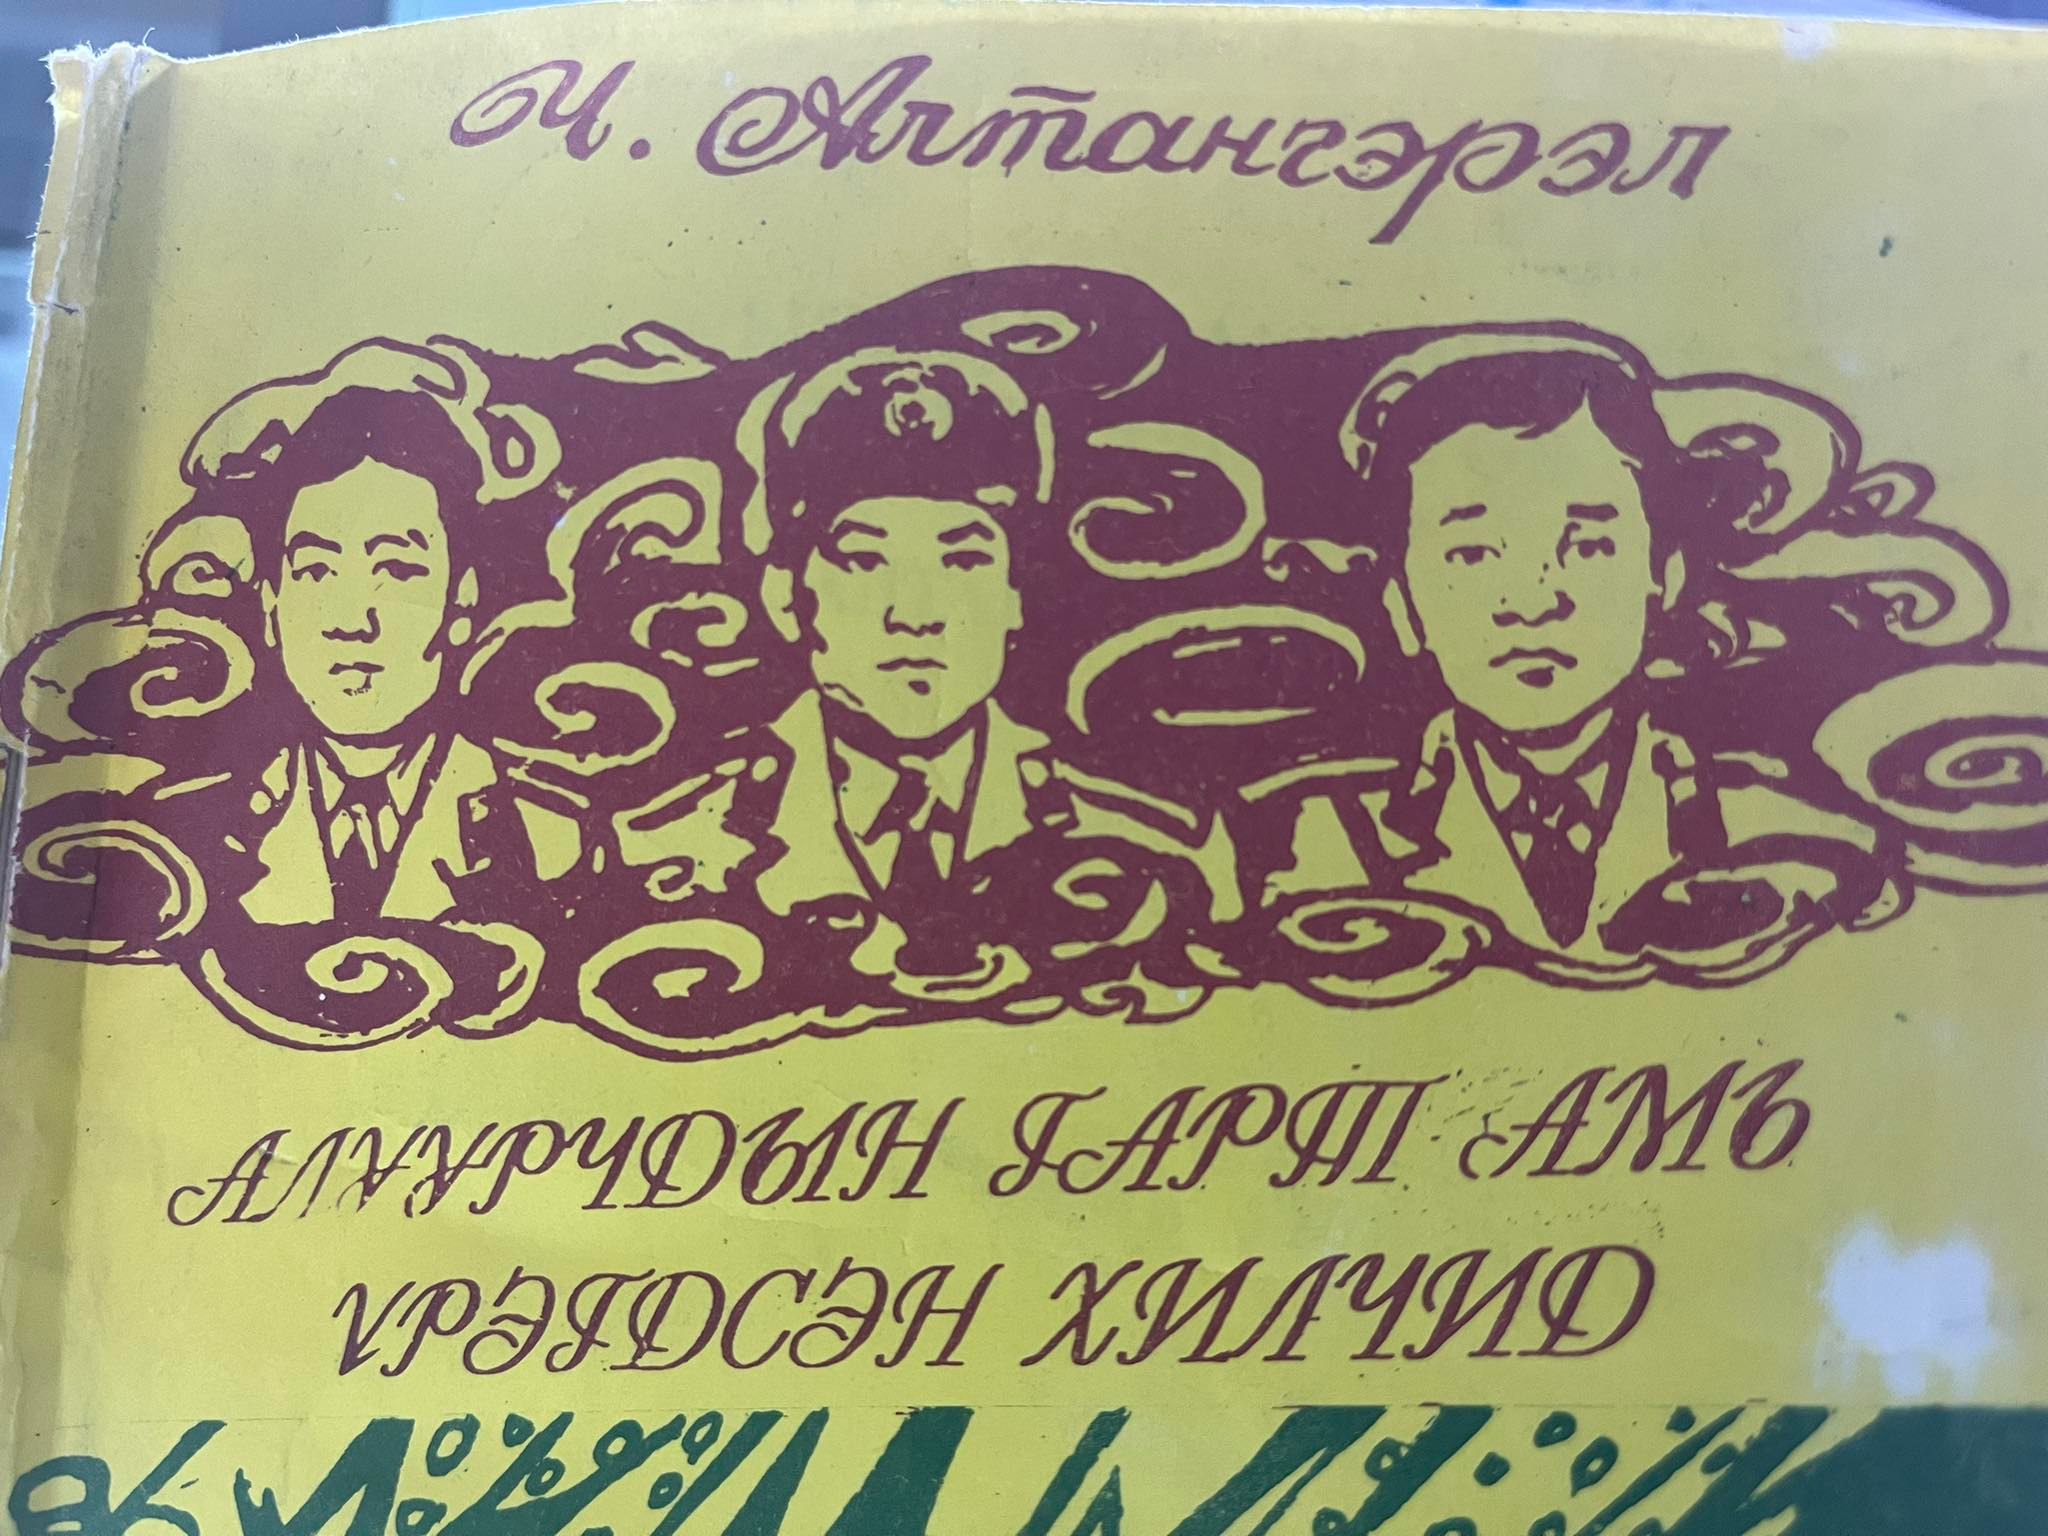 Ч. Алтангэрэл
АЛУУРЧДЫН ГАРТ АМЬ
ҮРЭГДСЭН ХИЛЧИД